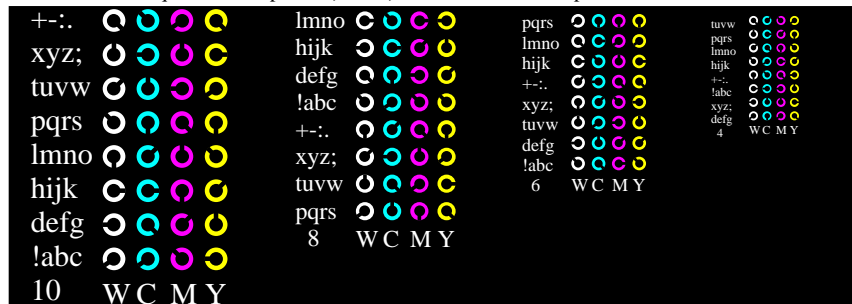 +-:.
xyz;
tuvw
pqrs
lmno
hijk
defg
!abc
10 W C M Y
lmno
hijk
defg
!abc
+-:.
xyz;
tuvw
pqrs
8 W C M Y
pqrs
lmno
hijk
+-:.
xyz;
tuvw
defg
!abc
6 W C M Y
tuvw
pqrs
lmno
hijk
+-:.
!abc
xyz;
defg
4 W C M Y